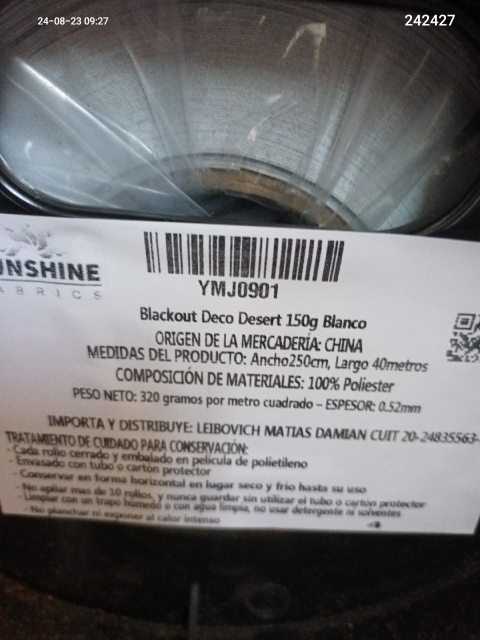 24-08-23 09:27
242427
UNSHINE
ABRICS
YMJ0901
Blackout Deco Desert 150g Blanco
ORIGEN DE LA MERCADERÍA: CHINA
MEDIDAS DEL PRODUCTO: Ancho250cm, Largo 40metros
COMPOSICIÓN DE MATERIALES: 100% Poliester
PESO NETO: 320 gramos por metro cuadrado – ESPESOR: 0.52mm
IMPORTA Y DISTRIBUYE: LEIBOVICH MATIAS DAMIAN CUIT 20-24835563-
TRATAMIENTO DE CUIDADO PARA CONSERVACIÓN:
- Cada rollo cerrado y embalado en película de polietileno
- Envasado con tubo o cartón protector
- Conservar en forma horizontal en lugar seco y frío hasta su uso
- No apilar mas de 10 rollos, y nunca guardar sin utilizar el tubo o cartón protector
- Limpiar con un trapo húmedo o con agua limpia, no usar detergente ni solventes
- No planchar ni exponer al calor intenso